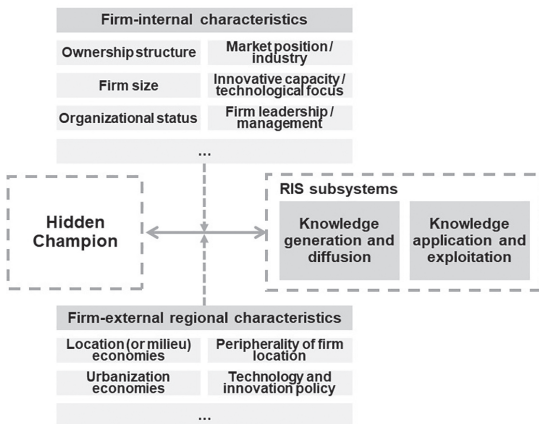 Firm-internal characteristics
Ownership structure
Market position /
industry
Firm size
Innovative capacity /
technological focus
Organizational status
Firm leadership /
management
...
Hidden
Champion
RIS subsystems
Knowledge
generation and
diffusion
Knowledge
application and
exploitation
Firm-external regional characteristics
Location (or milieu)
economies
Peripherality of firm
location
Urbanization
economies
Technology and
innovation policy
...